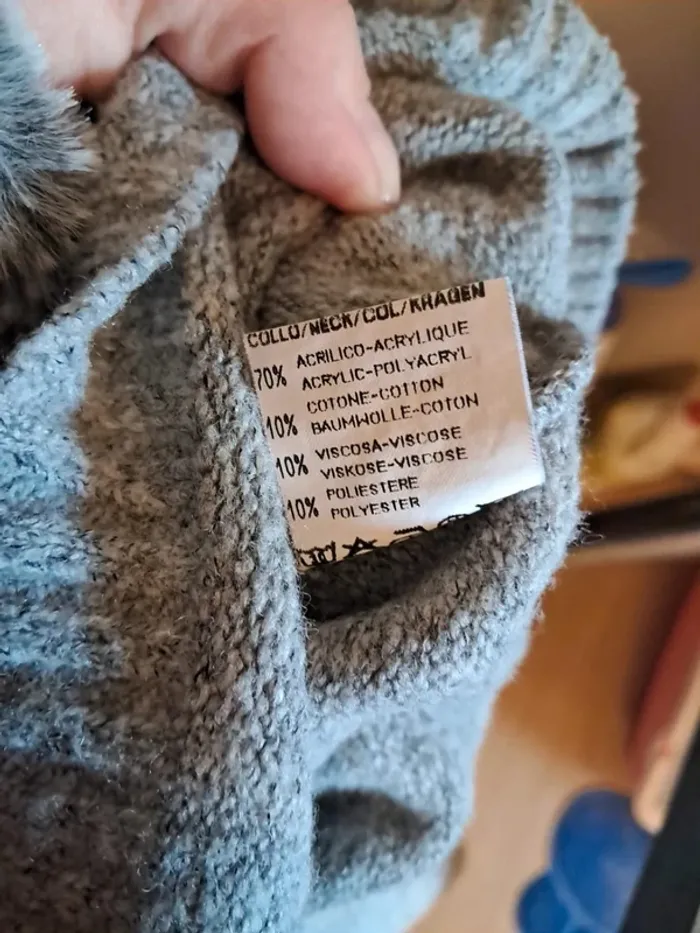 COLLO/NECK/COL/KRAGEN
70% ACRILICO-ACRYLIQUE
ACRYLIC-POLYACRYL
COTONE-COTTON
10% BAUMWOLLE-COTON
VISCOSA-VISCOSE
10% VISKOSE-VISCOSE
POLIESTERE
10% POLYESTER